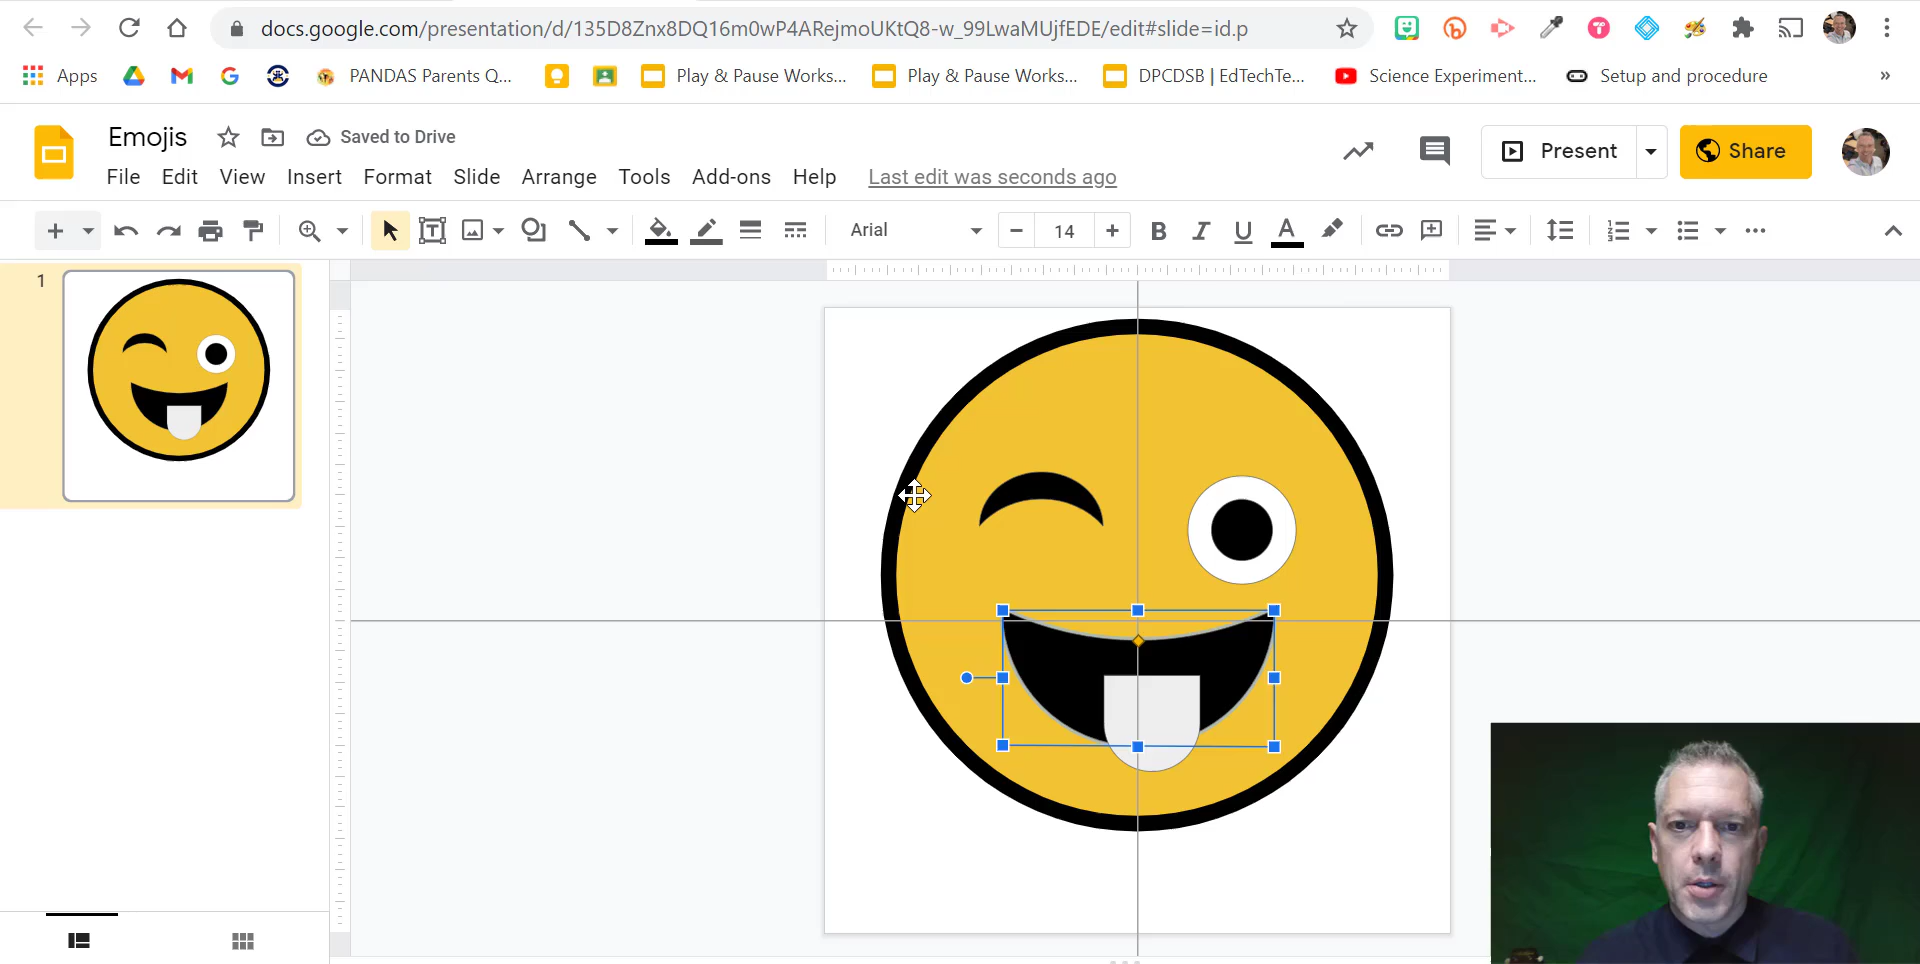 docs.google.com/presentation/d/135D8Znx8DQ16m0wP4ARejmoUKtQ8-w_99LwaMUjfEDE/edit#slide=id.p
Apps PANDAS Parents Q... Play & Pause Works... Play & Pause Works... DPCDSB | EdTechTe... Science Experiment... Setup and procedure »
Emojis Saved to Drive Present Share
File Edit View Insert Format Slide Arrange Tools Add-ons Help Last edit was seconds ago
Arial 14 B I U A
1